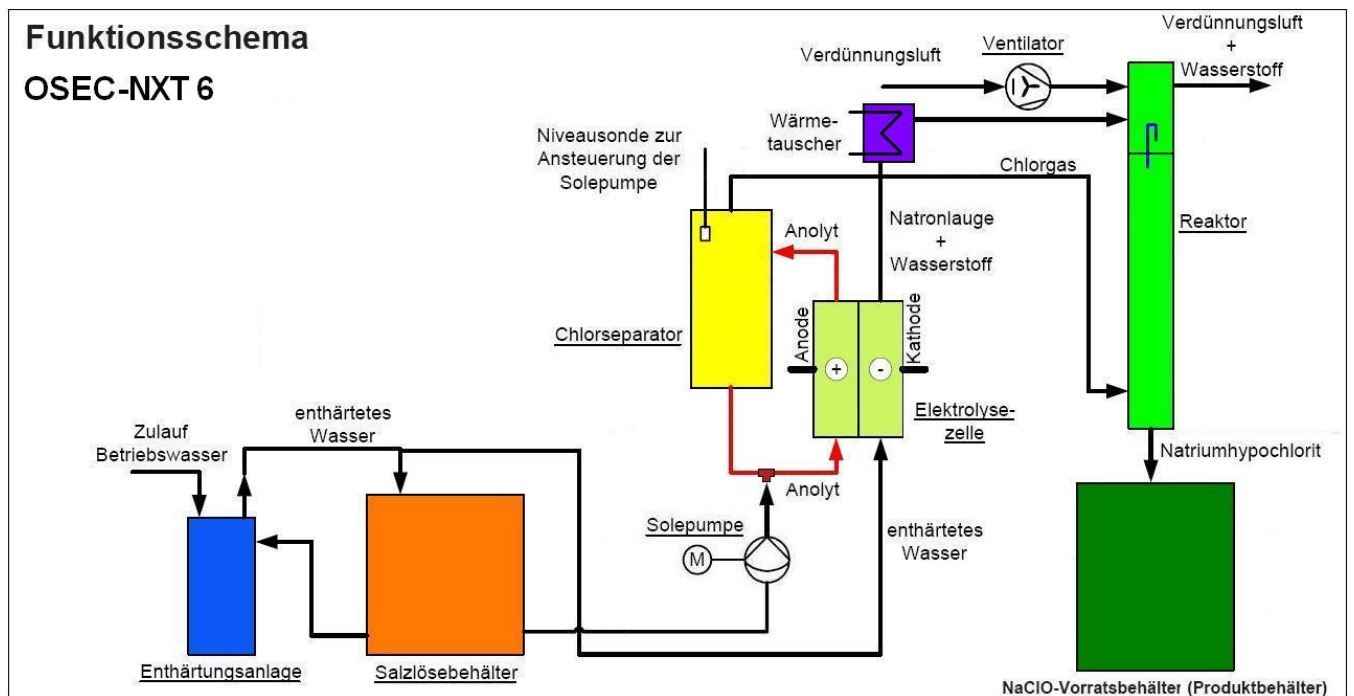 Funktionsschema
OSEC-NXT 6
Verdünnungsluft
Ventilator
Verdünnungsluft
+
Wasserstoff
Wärme-
tauscher
Niveausonde zur
Ansteuerung der
Solepumpe
Chlorgas
Anolyt
Natronlauge
+
Wasserstoff
Reaktor
Chlorseparator
Anode
+
-
Kathode
Elektrolyse-
zelle
Zulauf
Betriebswasser
enthärtetes
Wasser
Anolyt
Natriumhypochlorit
Solepumpe
M
enthärtetes
Wasser
Enthärtungsanlage
Salzlösebehälter
NaClO-Vorratsbehälter (Produktbehälter)